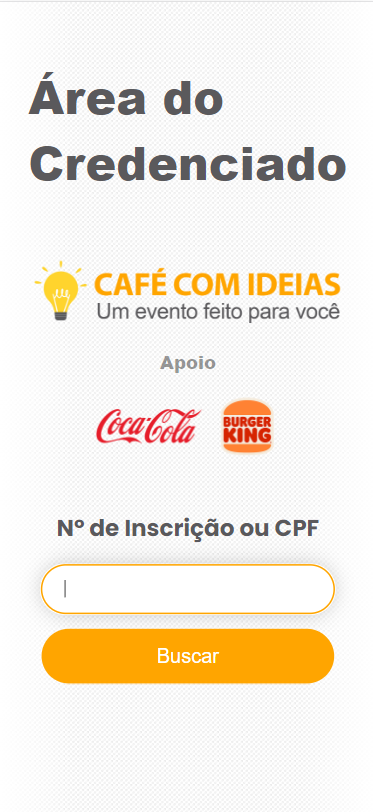 Área do
Credenciado
CAFÉ COM IDEIAS
Um evento feito para você
Apoio
Coca-Cola
BURGER
KING
Nº de Inscrição ou CPF
Buscar